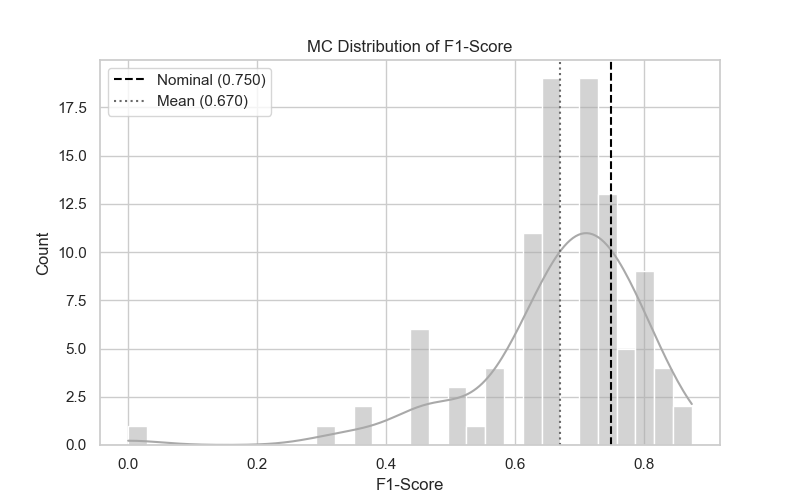 MC Distribution of F1-Score
Nominal (0.750)
Mean (0.670)
17.5
15.0
12.5
10.0
7.5
5.0
2.5
0.0
Count
0.0 0.2 0.4 0.6 0.8
F1-Score